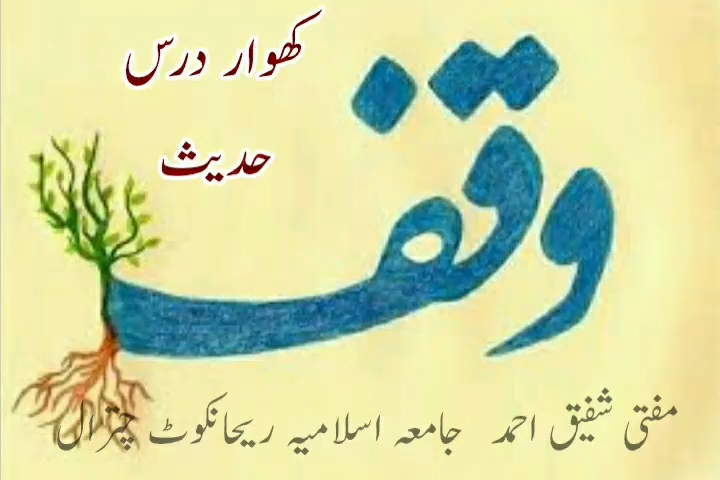 کھوار درس
حدیث
وقف
مفتی شفیق احمد جامعہ اسلامیہ ریحانکوٹ چترال